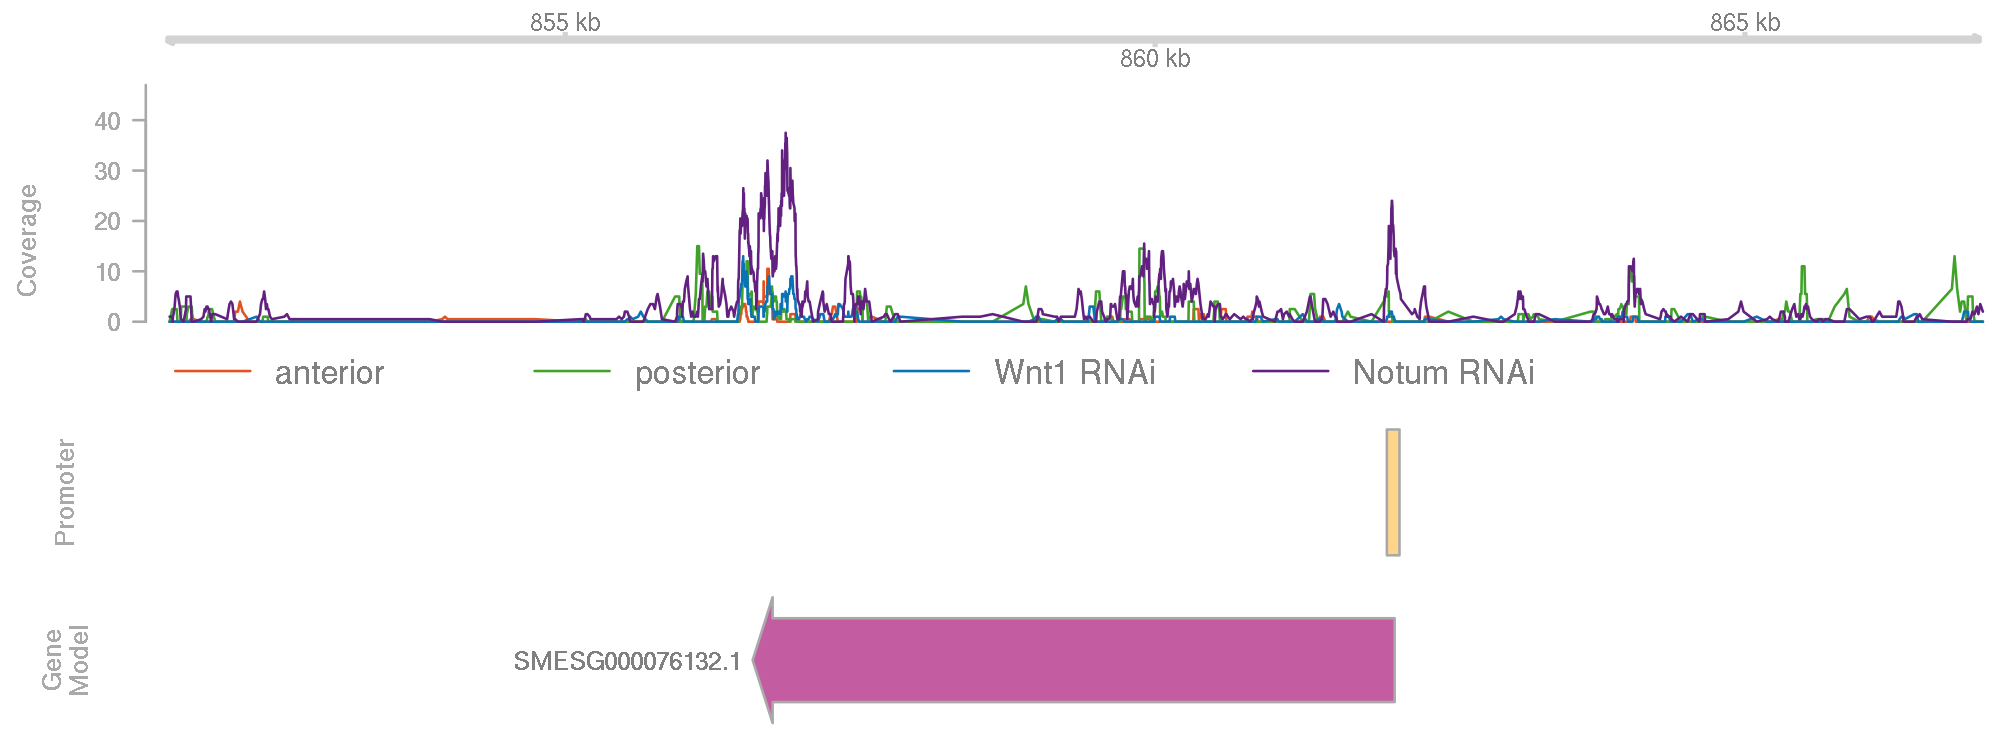 855 kb
865 kb
860 kb
Coverage
40
30
20
10
0
anterior posterior Wnt1 RNAi Notum RNAi
Promoter
Gene
Model
SMESG000076132.1